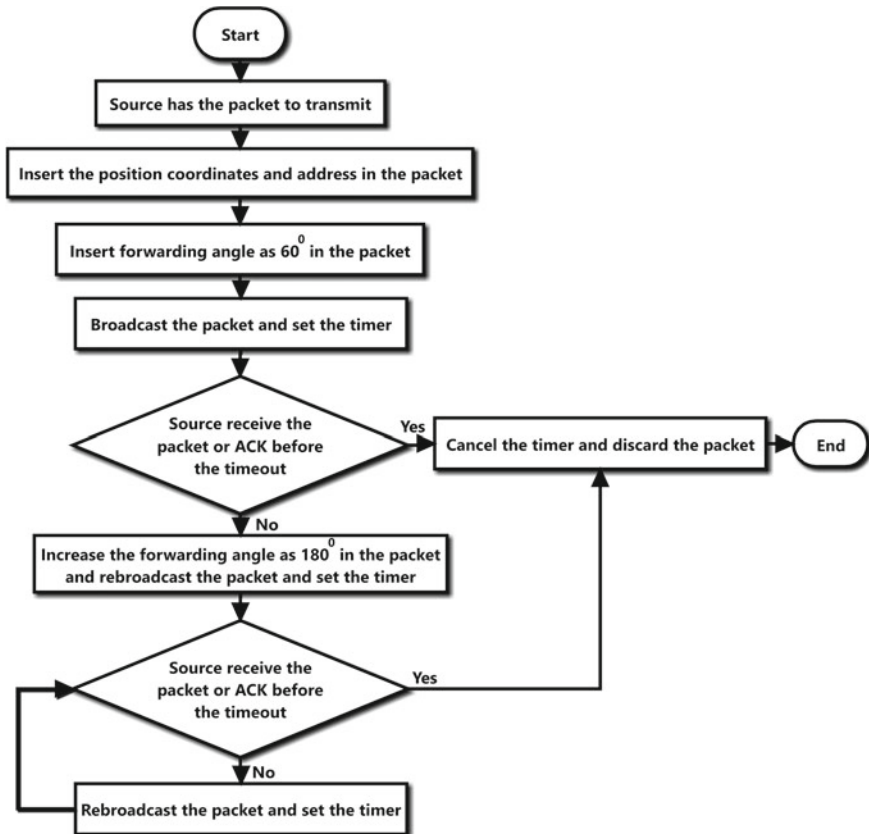 Start
Source has the packet to transmit
Insert the position coordinates and address in the packet
Insert forwarding angle as 60⁰ in the packet
Broadcast the packet and set the timer
Source receive the
packet or ACK before
the timeout
Yes
Cancel the timer and discard the packet
End
No
Increase the forwarding angle as 180⁰ in the packet
and rebroadcast the packet and set the timer
Source receive the
packet or ACK before
the timeout
Yes
No
Rebroadcast the packet and set the timer